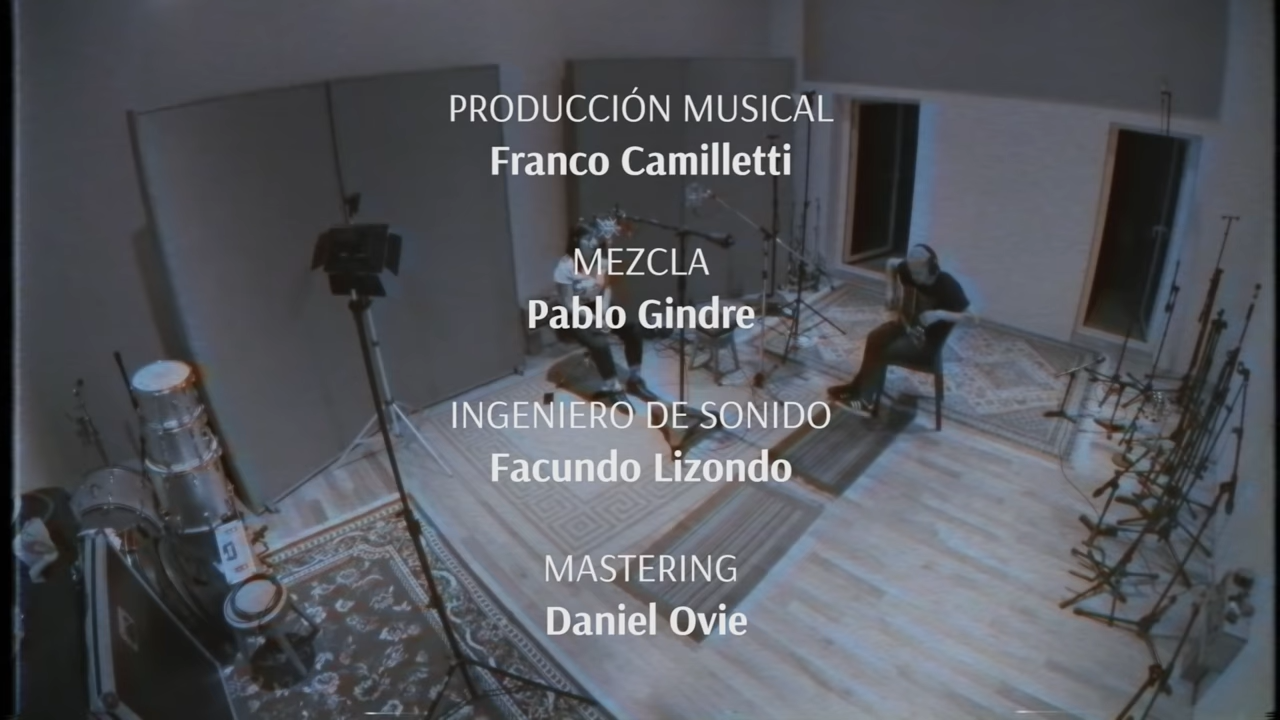 PRODUCCIÓN MUSICAL
Franco Camilletti
MEZCLA
Pablo Gindre
INGENIERO DE SONIDO
Facundo Lizondo
MASTERING
Daniel Ovie